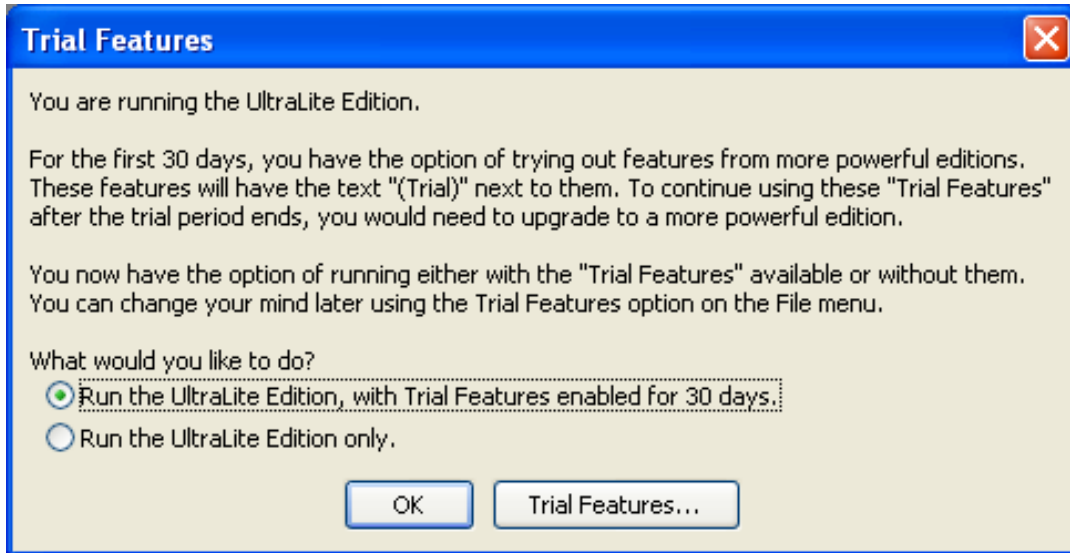 Trial Features
You are running the UltraLite Edition.
For the first 30 days, you have the option of trying out features from more powerful editions.
These features will have the text "(Trial)" next to them. To continue using these "Trial Features"
after the trial period ends, you would need to upgrade to a more powerful edition.
You now have the option of running either with the "Trial Features" available or without them.
You can change your mind later using the Trial Features option on the File menu.
What would you like to do?
Run the UltraLite Edition, with Trial Features enabled for 30 days.
Run the UltraLite Edition only.
OK
Trial Features...